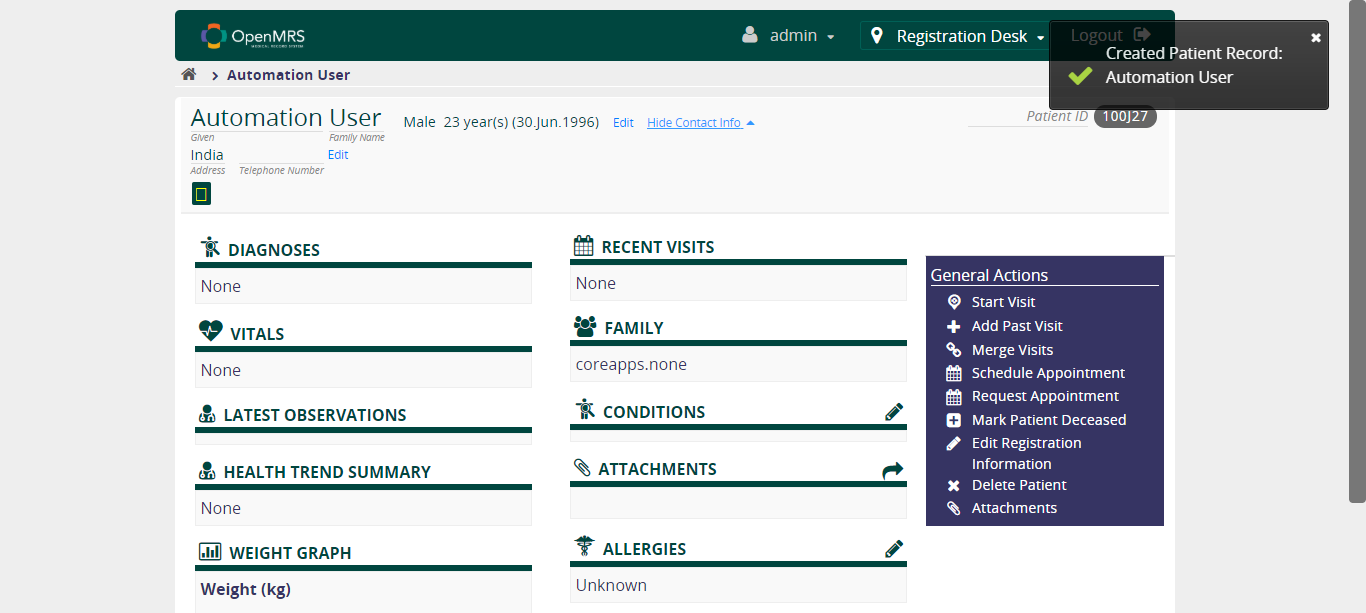 OpenMRS
MEDICAL RECORD SYSTEM
admin
Registration Desk
Logout
Created Patient Record:
Automation User
Automation User
Automation User
Given
Family Name
Male 23 year(s) (30.Jun.1996) Edit Hide Contact Info
Patient ID 100J27
India
Edit
Address
Telephone Number
DIAGNOSES
None
VITALS
None
LATEST OBSERVATIONS
HEALTH TREND SUMMARY
None
WEIGHT GRAPH
Weight (kg)
RECENT VISITS
None
FAMILY
coreapps.none
CONDITIONS
ATTACHMENTS
ALLERGIES
Unknown
General Actions
Start Visit
Add Past Visit
Merge Visits
Schedule Appointment
Request Appointment
Mark Patient Deceased
Edit Registration
Information
Delete Patient
Attachments